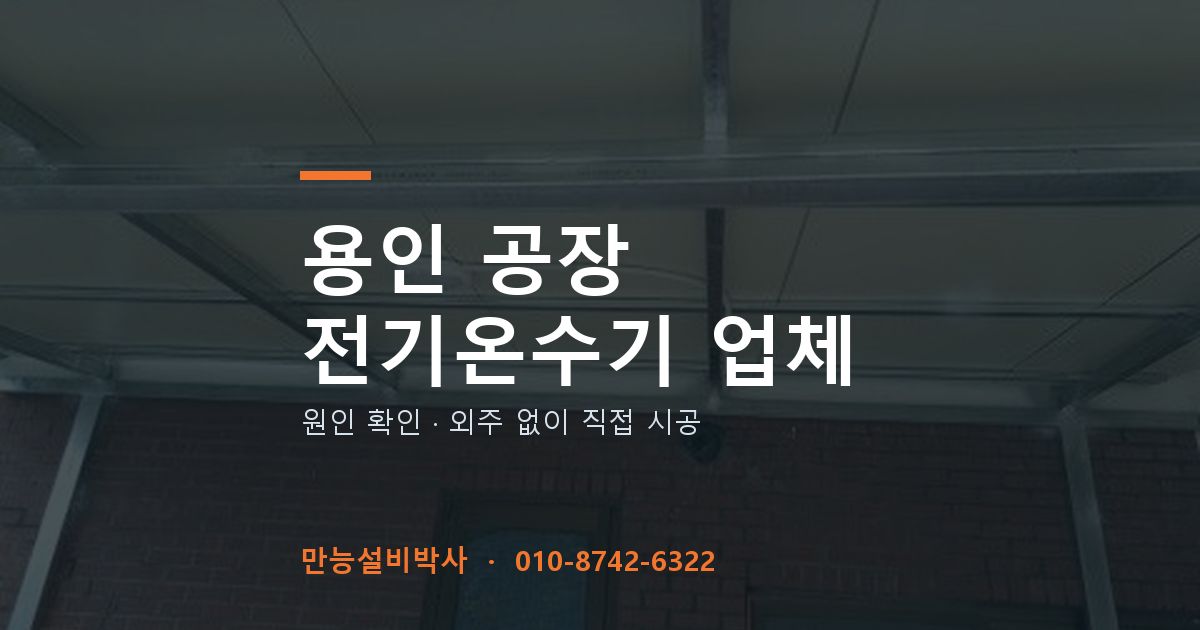 용인 공장
전기온수기 업체
원인 확인 · 외주 없이 직접 시공
만능설비박사 · 010-8742-6322